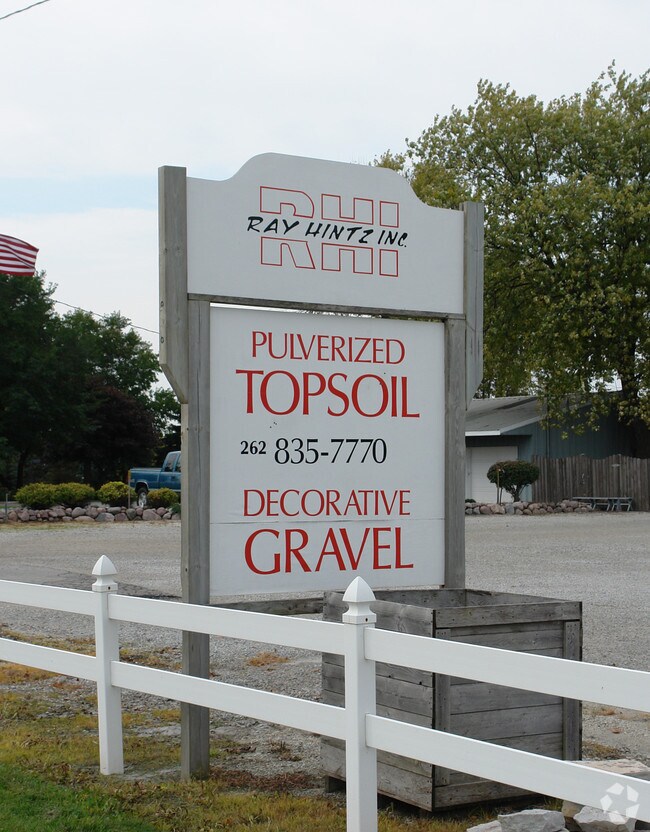 RHI
RAY HINTZ INC.
PULVERIZED
TOPSOIL
262 835-7770
DECORATIVE
GRAVEL